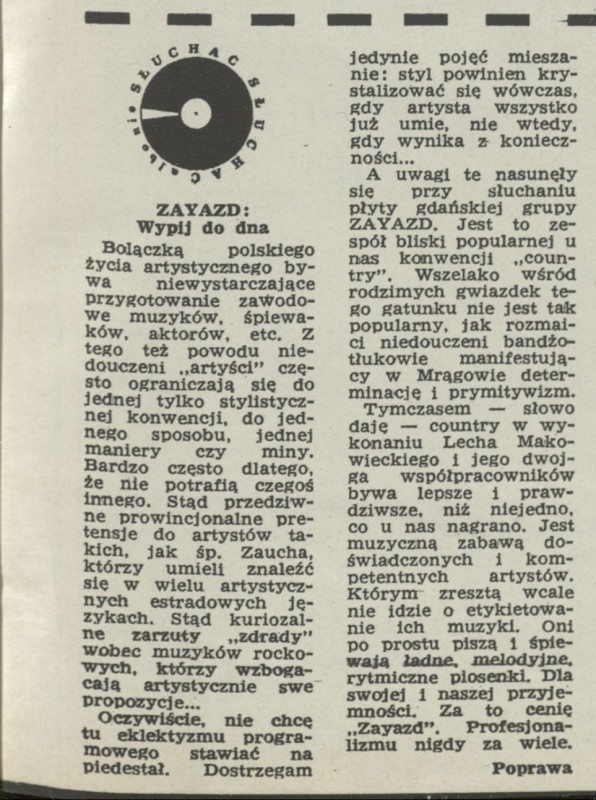 SŁUCHAC SŁUCHAC albo nie
ZAYAZD:
Wypij do dna
Bolączką polskiego
życia artystycznego by-
wa niewystarczające
przygotowanie zawodo-
we muzyków, śpiewa-
ków, aktorów, etc. Z
tego też powodu nie-
douczeni „artyści” czę-
sto ograniczają się do
jednej tylko stylistycz-
nej konwencji, do jed-
nego sposobu, jednej
maniery czy miny.
Bardzo często dlatego,
że nie potrafią czegoś
innego. Stąd przedziw-
ne prowincjonalne pre-
tensje do artystów ta-
kich, jak śp. Zaucha,
którzy umieli znaleźć
się w wielu artystycz-
nych estradowych ję-
zykach. Stąd kuriozal-
ne zarzuty „zdrady”
wobec muzyków rocko-
wych, którzy wzboga-
cają artystycznie swe
propozycje...
Oczywiście, nie chcę
tu eklektyzmu progra-
mowego stawiać na
piedestał. Dostrzegam
jedynie pojęć miesza-
nie: styl powinien kry-
stalizować się wówczas,
gdy artysta wszystko
już umie, nie wtedy,
gdy wynika z koniecz-
ności...
A uwagi te nasunęły
się przy słuchaniu
płyty gdańskiej grupy
ZAYAZD. Jest to ze-
spół bliski popularnej u
nas konwencji „coun-
try”. Wszelako wśród
rodzimych gwiazdek te-
go gatunku nie jest tak
popularny, jak rozmai-
ci niedouczeni bandżo-
tłukowie manifestują-
cy w Mrągowie deter-
minację i prymitywizm.
Tymczasem — słowo
daję — country w wy-
konaniu Lecha Mako-
wieckiego i jego dwoj-
ga współpracowników
bywa lepsze i praw-
dziwsze, niż niejedno,
co u nas nagrano. Jest
muzyczną zabawą do-
świadczonych i kom-
petentnych artystów.
Którym zresztą wcale
nie idzie o etykietowa-
nie ich muzyki. Oni
po prostu piszą i śpie-
wają ładne, melodyjne,
rytmiczne piosenki. Dla
swojej i naszej przyje-
mności. Za to cenię
„Zayazd”. Profesjona-
lizmu nigdy za wiele.
Poprawa